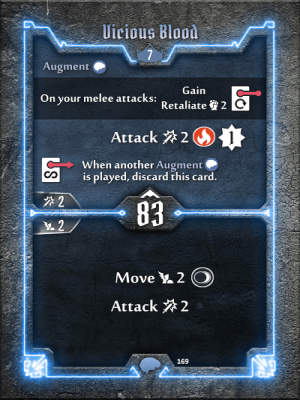 Vicious Blood
7
Augment
On your melee attacks: Gain
Retaliate 2
Attack 2 1
When another Augment
is played, discard this card.
2
83
2
Move 2
Attack 2
169